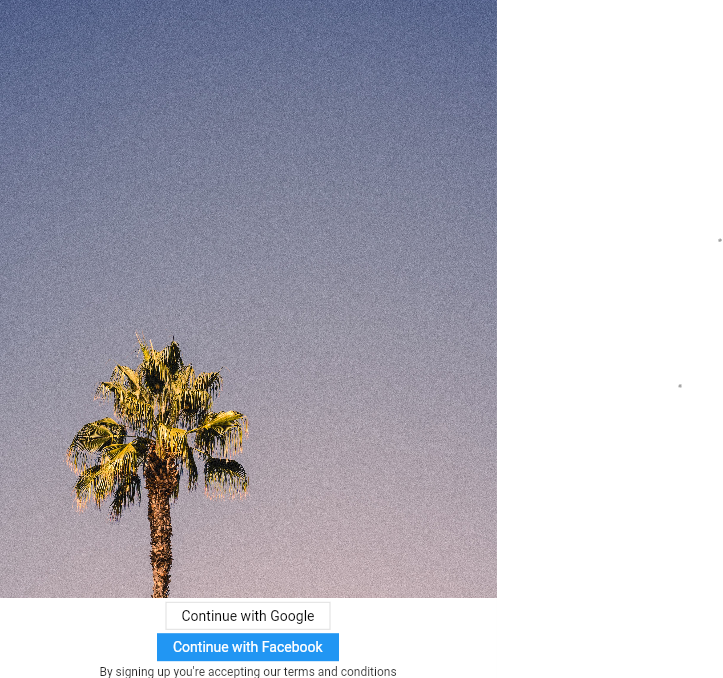 Continue with Google
Continue with Facebook
By signing up you're accepting our terms and conditions